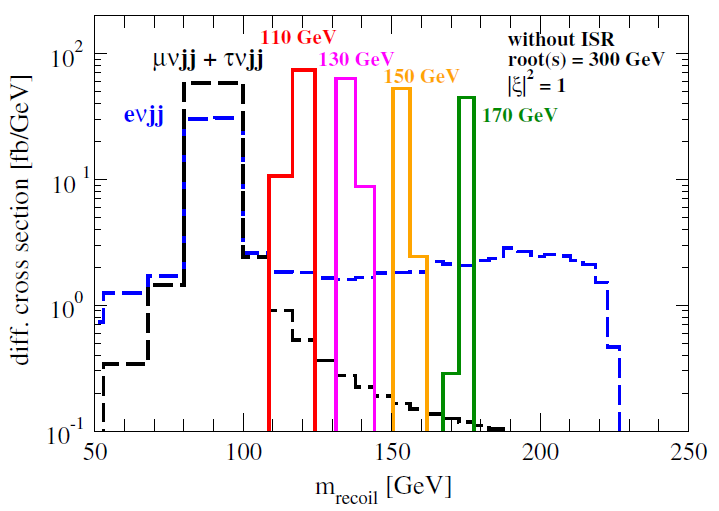 110 GeV
without ISR
μνjj + τνjj
130 GeV
root(s) = 300 GeV
150 GeV
|ξ|² = 1
eνjj
170 GeV
diff. cross section [fb/GeV]
10²
10¹
10⁰
10⁻¹
50 100 150 200 250
m_recoil [GeV]